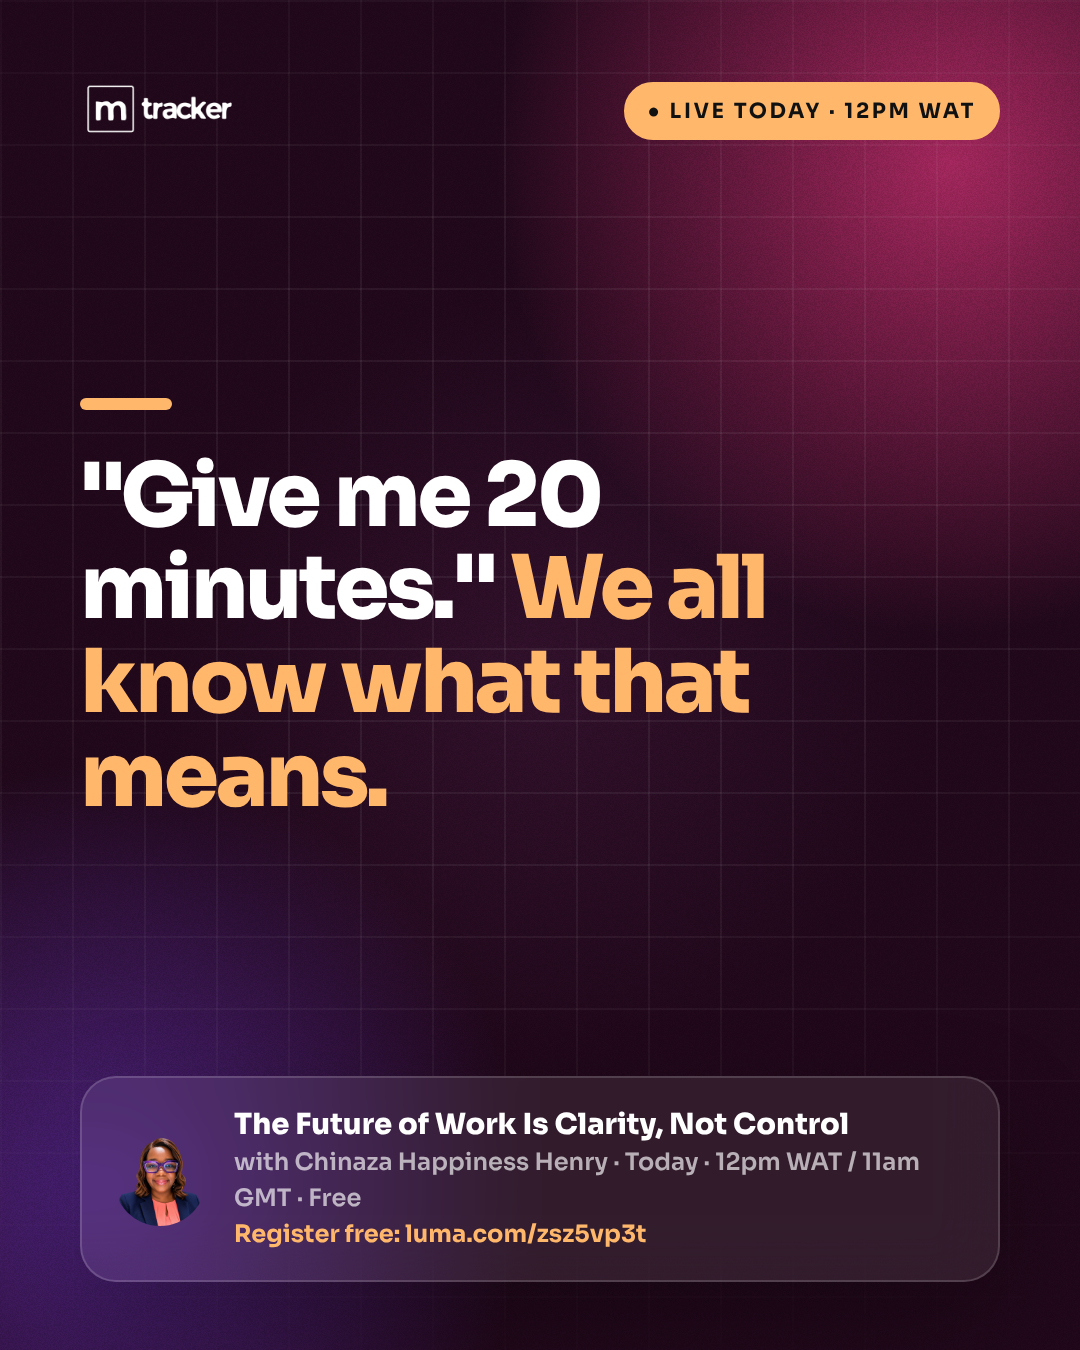 m tracker
• LIVE TODAY · 12PM WAT
"Give me 20
minutes." We all
know what that
means.
The Future of Work Is Clarity, Not Control
with Chinaza Happiness Henry · Today · 12pm WAT / 11am
GMT · Free
Register free: luma.com/zsz5vp3t